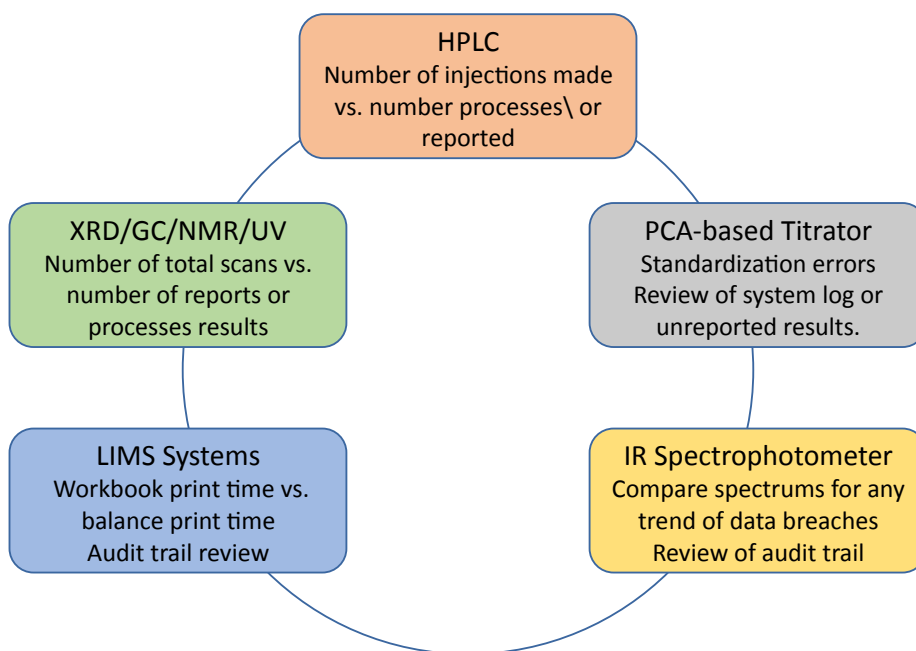 HPLC
Number of injections made
vs. number processes\ or
reported
XRD/GC/NMR/UV
Number of total scans vs.
number of reports or
processes results
PCA-based Titrator
Standardization errors
Review of system log or
unreported results.
LIMS Systems
Workbook print time vs.
balance print time
Audit trail review
IR Spectrophotometer
Compare spectrums for any
trend of data breaches
Review of audit trail